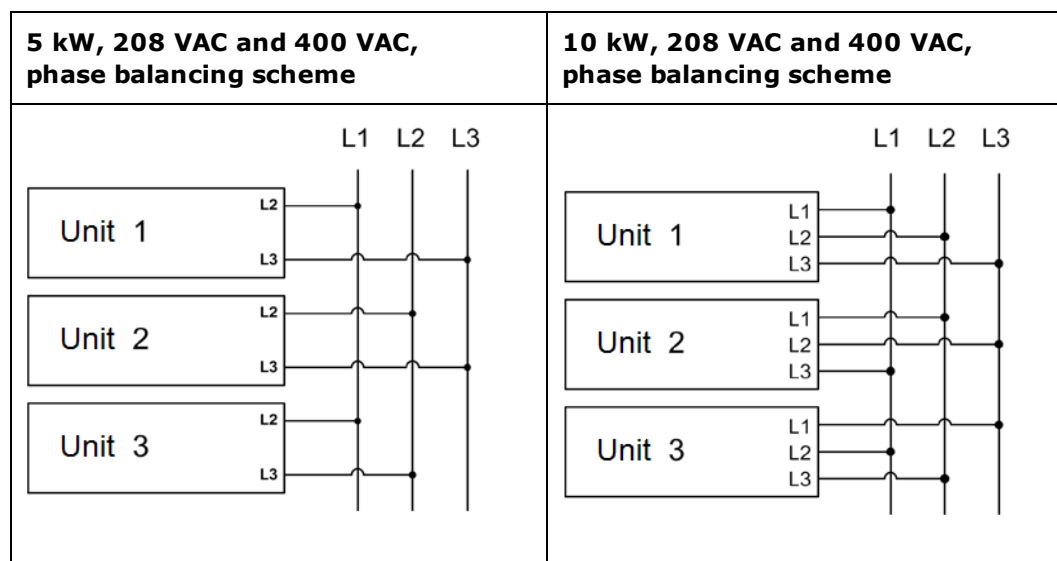 5 kW, 208 VAC and 400 VAC,
phase balancing scheme
10 kW, 208 VAC and 400 VAC,
phase balancing scheme
L1 L2 L3
L2
Unit 1
L3
L2
Unit 2
L3
L2
Unit 3
L3
L1 L2 L3
L1
Unit 1
L2
L3
L1
Unit 2
L2
L3
L1
Unit 3
L2
L3